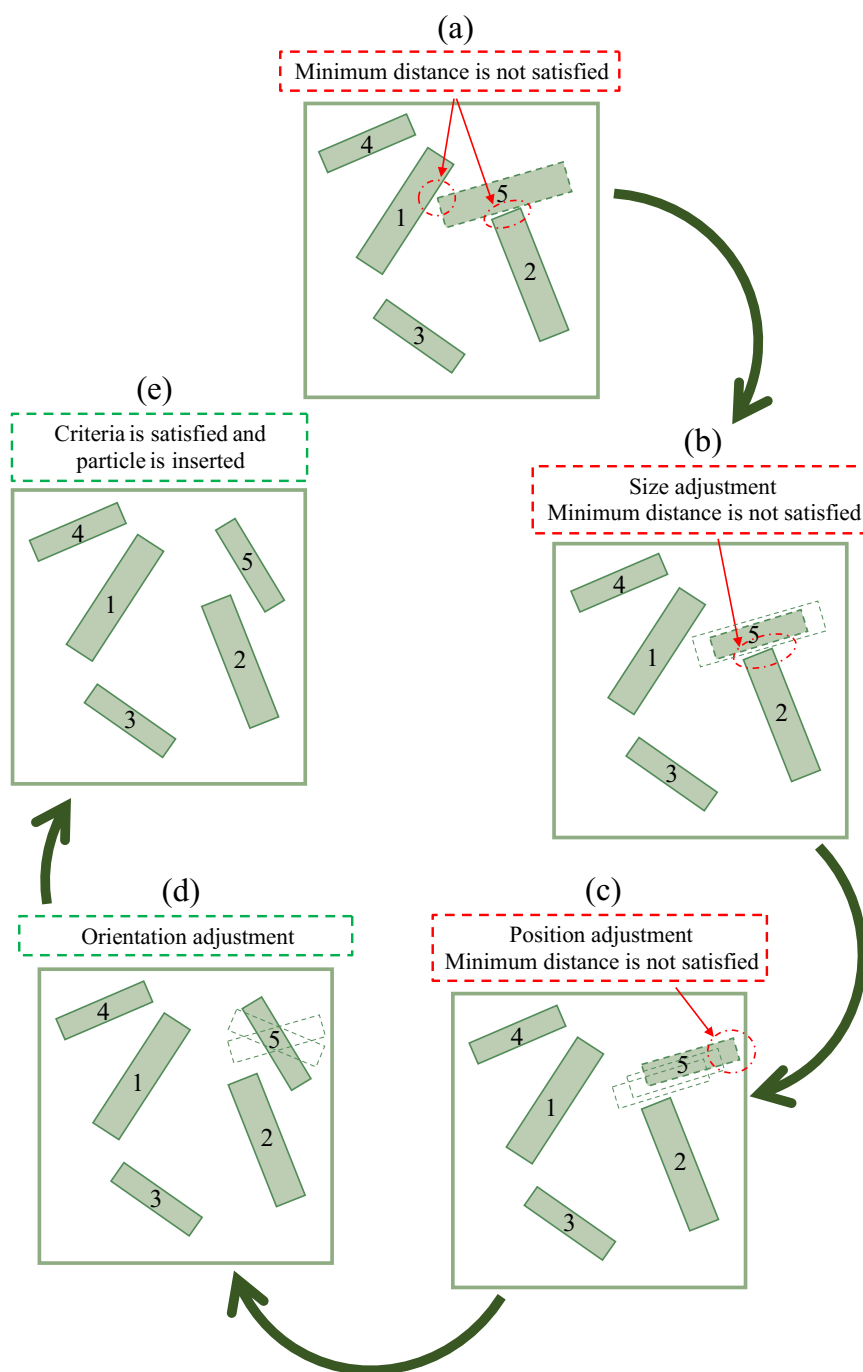 (a)
Minimum distance is not satisfied
4
5
1
2
3
(b)
Size adjustment
Minimum distance is not satisfied
4
5
1
2
3
(c)
Position adjustment
Minimum distance is not satisfied
4
5
1
2
3
(d)
Orientation adjustment
4
5
1
2
3
(e)
Criteria is satisfied and
particle is inserted
4
5
1
2
3